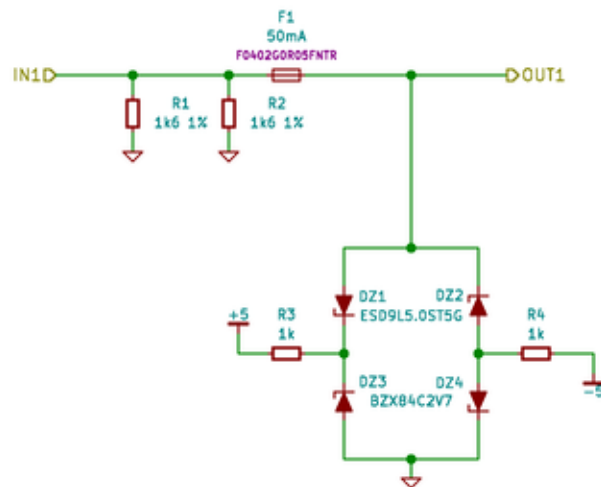 F1
50mA
F0402G0R05FNTR
IN1
OUT1
R1
1k6 1%
R2
1k6 1%
DZ1
DZ2
ESD9L5.0ST5G
+5
R3
1k
R4
1k
DZ3
DZ4
BZX84C2V7